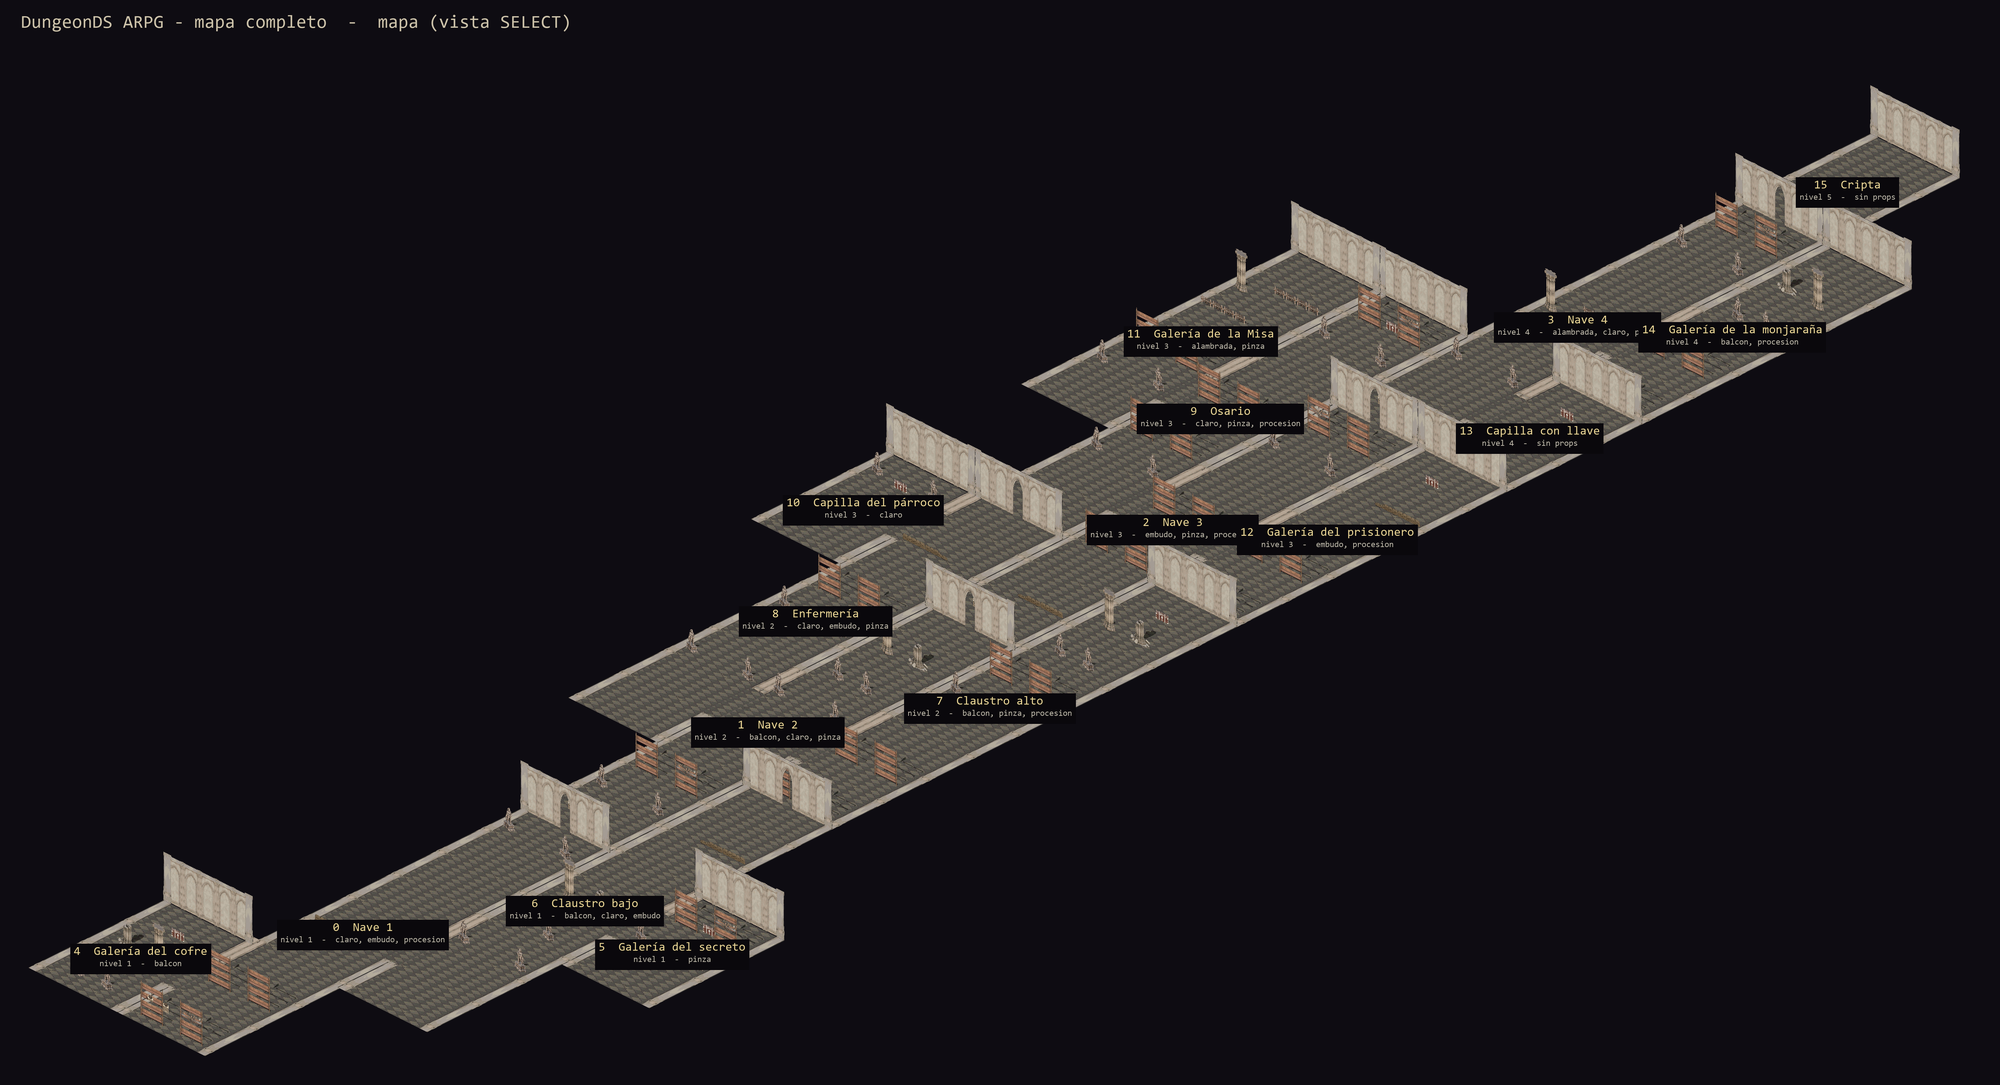 DungeonDS ARPG - mapa completo  -  mapa (vista SELECT)
15  Cripta
nivel 5  -  sin props
3  Nave 4
nivel 4  -  alambrada, claro, p
14  Galería de la monjaraña
nivel 4  -  balcon, procesion
11  Galería de la Misa
nivel 3  -  alambrada, pinza
9  Osario
nivel 3  -  claro, pinza, procesion
13  Capilla con llave
nivel 4  -  sin props
10  Capilla del párroco
nivel 3  -  claro
2  Nave 3
nivel 3  -  embudo, pinza, proce
12  Galería del prisionero
nivel 3  -  embudo, procesion
8  Enfermería
nivel 2  -  claro, embudo, pinza
7  Claustro alto
nivel 2  -  balcon, pinza, procesion
1  Nave 2
nivel 2  -  balcon, claro, pinza
6  Claustro bajo
nivel 1  -  balcon, claro, embudo
0  Nave 1
nivel 1  -  claro, embudo, procesion
5  Galería del secreto
nivel 1  -  pinza
4  Galería del cofre
nivel 1  -  balcon